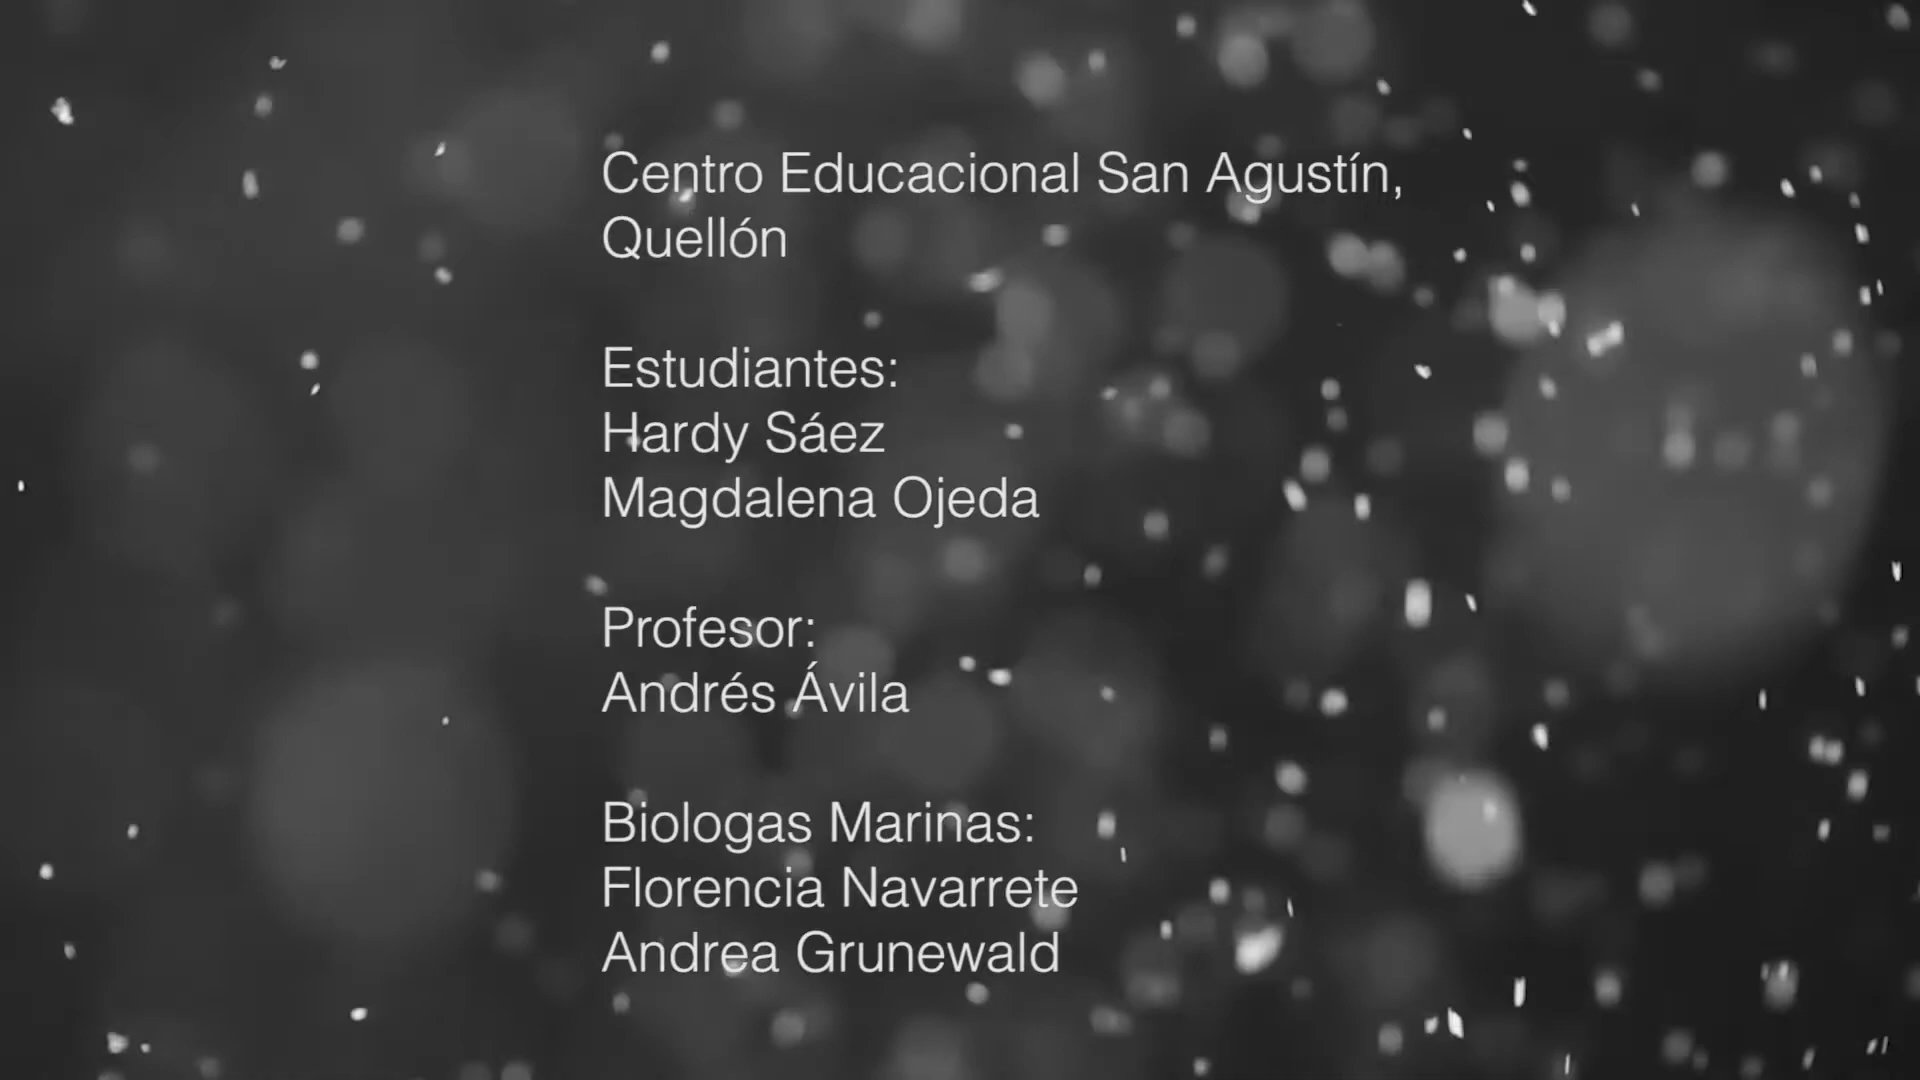 Centro Educacional San Agustín,
Quellón
Estudiantes:
Hardy Sáez
Magdalena Ojeda
Profesor:
Andrés Ávila
Biologas Marinas:
Florencia Navarrete
Andrea Grunewald